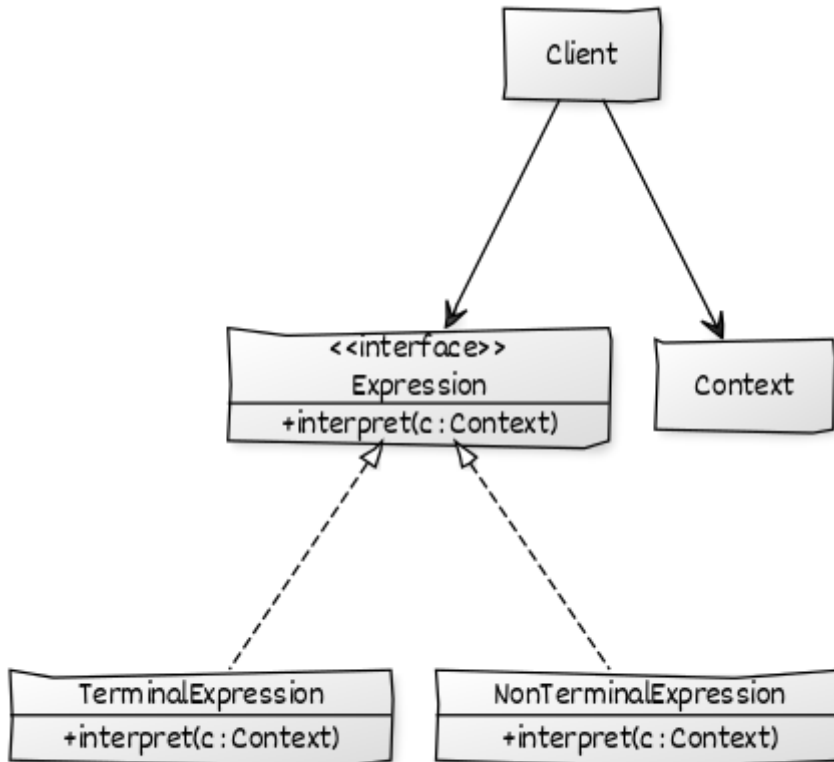 Client
<<interface>>
Expression
+interpret(c : Context)
Context
TerminalExpression
+interpret(c : Context)
NonTerminalExpression
+interpret(c : Context)